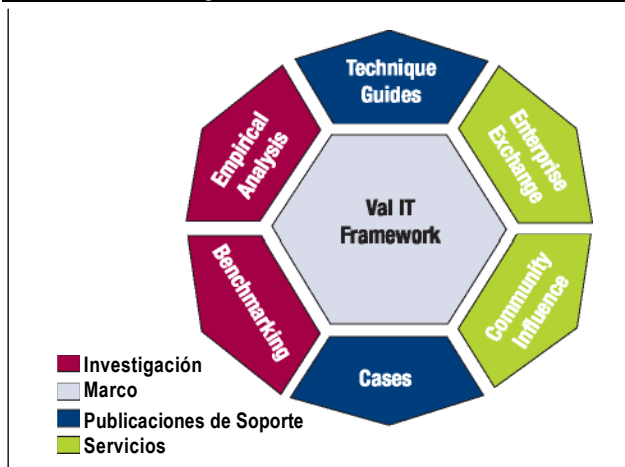 Technique
Guides
Enterprise
Exchange
Empirical
Analysis
Val IT
Framework
Benchmarking
Community
Influence
Cases
Investigación
Marco
Publicaciones de Soporte
Servicios